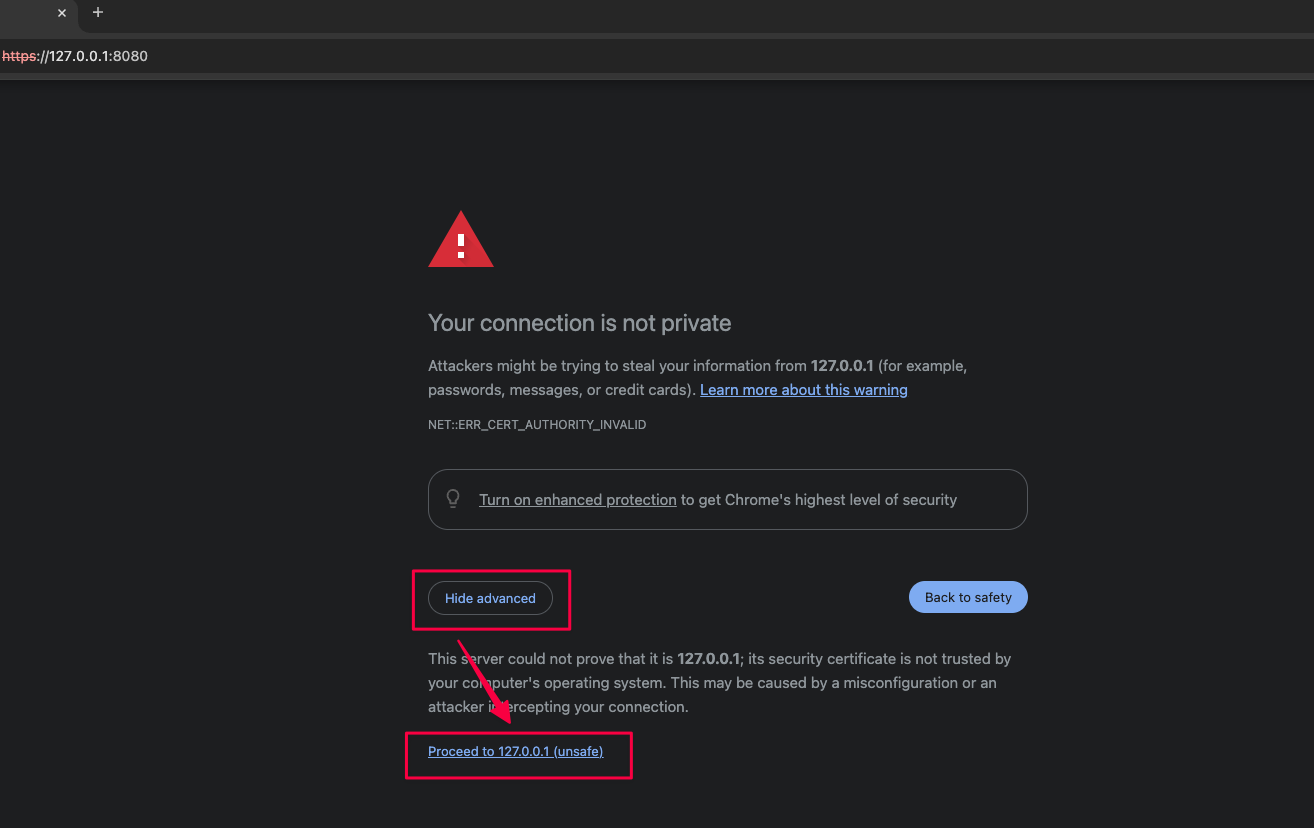 https://127.0.0.1:8080
Your connection is not private
Attackers might be trying to steal your information from 127.0.0.1 (for example,
passwords, messages, or credit cards). Learn more about this warning
NET::ERR_CERT_AUTHORITY_INVALID
Turn on enhanced protection to get Chrome's highest level of security
Hide advanced
Back to safety
This server could not prove that it is 127.0.0.1; its security certificate is not trusted by
your computer's operating system. This may be caused by a misconfiguration or an
attacker intercepting your connection.
Proceed to 127.0.0.1 (unsafe)